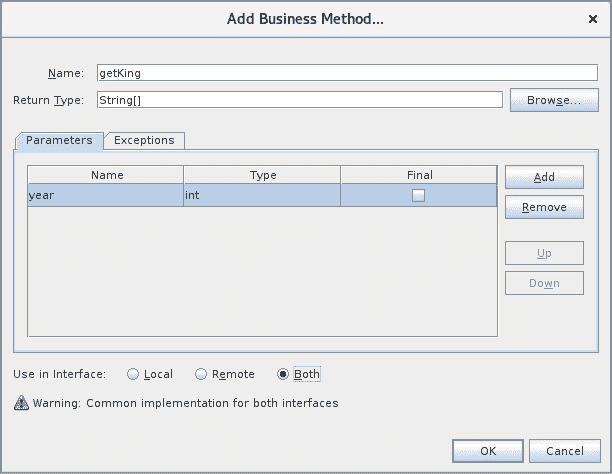 Add Business Method...
Name: getKing
Return Type: String[] Browse...
Parameters Exceptions
Name Type Final
year int
Add
Remove
Up
Down
Use in Interface: Local Remote Both
Warning: Common implementation for both interfaces
OK Cancel